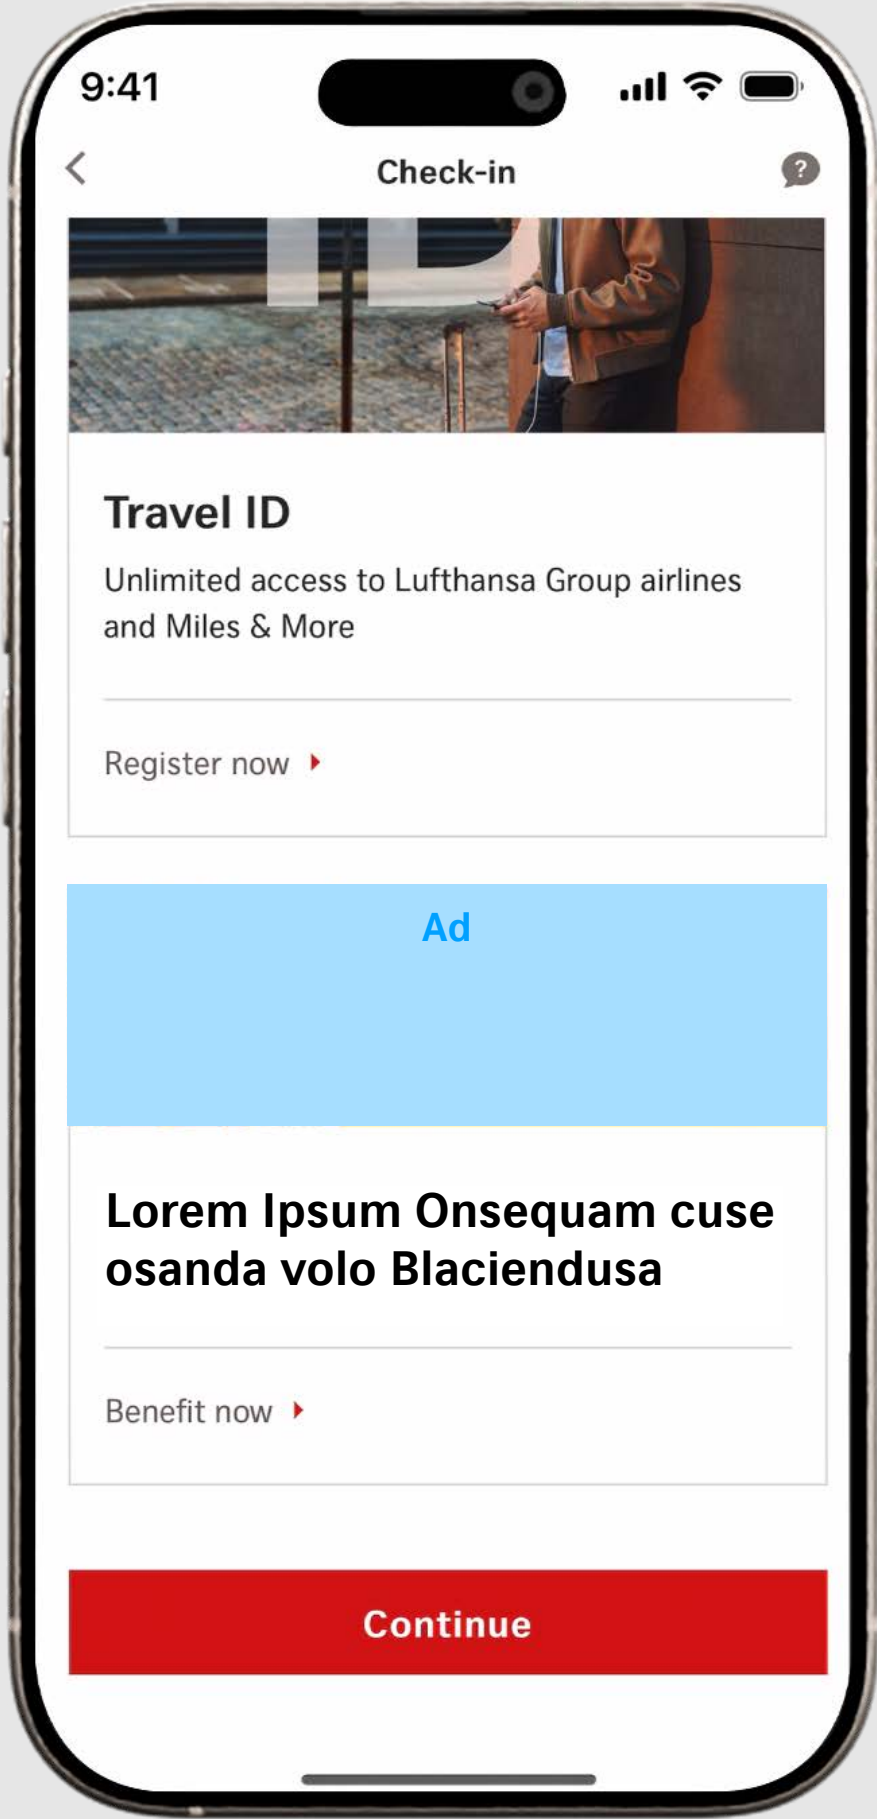 9:41
Check-in
?
ID
Travel ID
Unlimited access to Lufthansa Group airlines
and Miles & More
Register now
Ad
Lorem Ipsum Onsequam cuse
osanda volo Blaciendusa
Benefit now
Continue